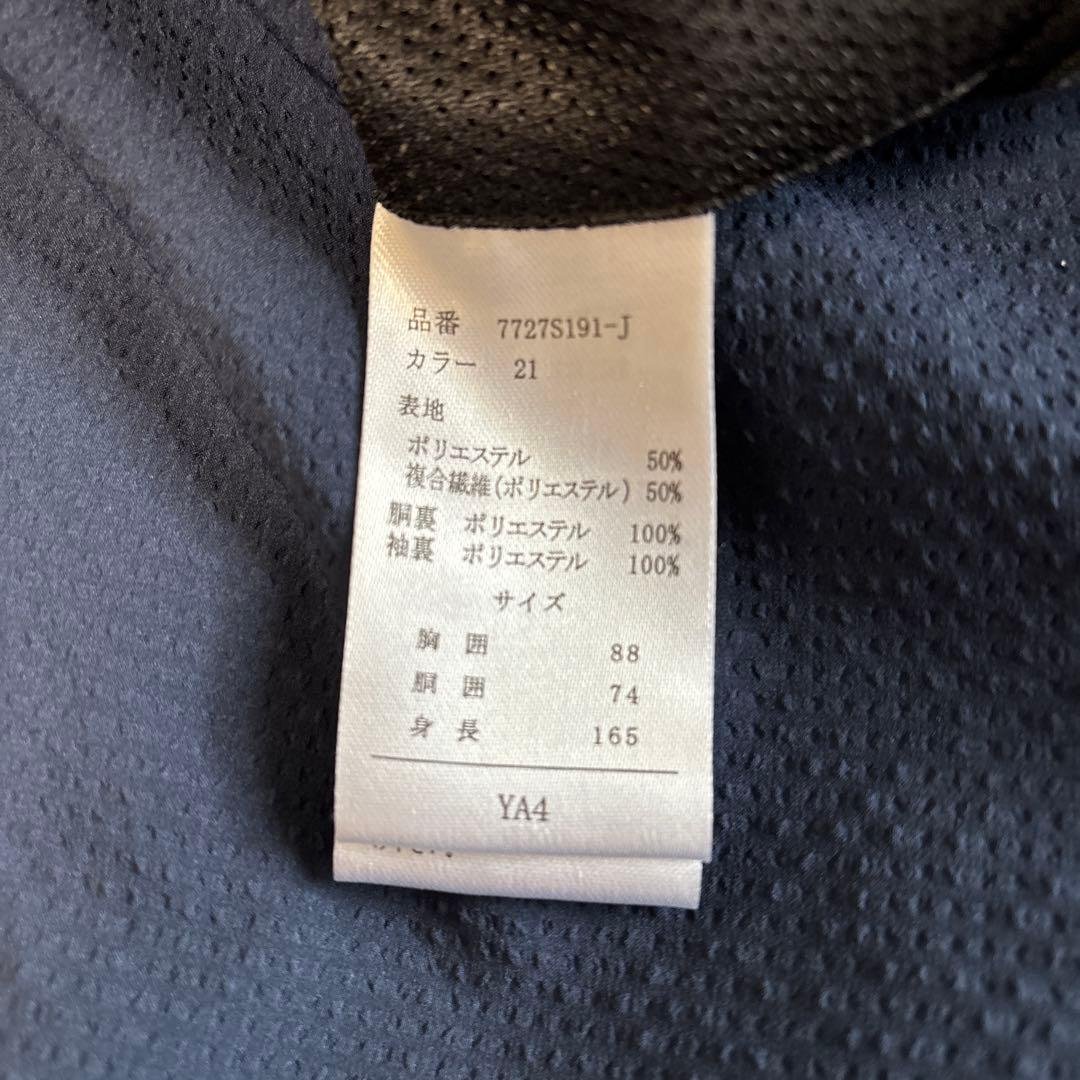 品番 7727S191-J
カラー 21
表地
ポリエステル 50%
複合繊維(ポリエステル) 50%
胴裏 ポリエステル 100%
袖裏 ポリエステル 100%
サイズ
胸囲 88
胴囲 74
身長 165
YA4